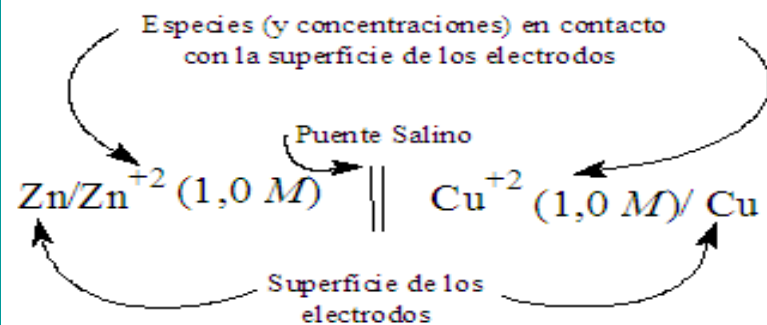 Especies (y concentraciones) en contacto
con la superficie de los electrodos
Puente Salino
Zn/Zn⁺² (1,0 M) || Cu⁺² (1,0 M)/ Cu
Superficie de los
electrodos